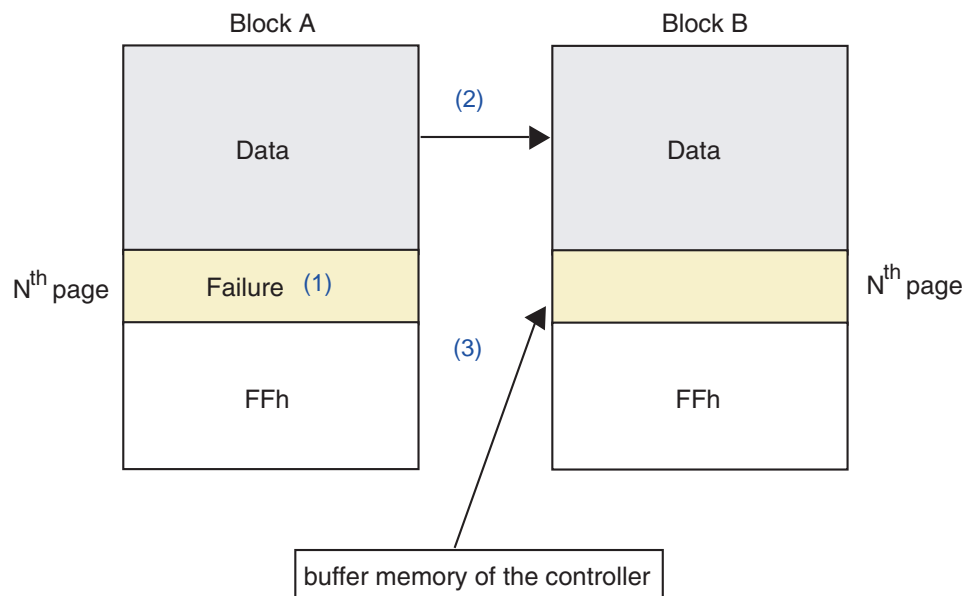 Block A
Block B
(2)
Data
Data
Nth page
Failure (1)
Nth page
(3)
FFh
FFh
buffer memory of the controller